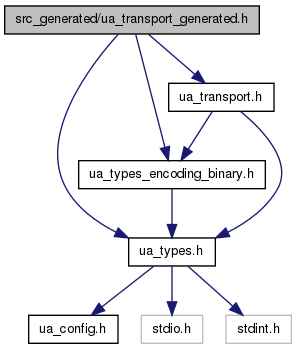 src_generated/ua_transport_generated.h
ua_transport.h
ua_types_encoding_binary.h
ua_types.h
ua_config.h
stdio.h
stdint.h